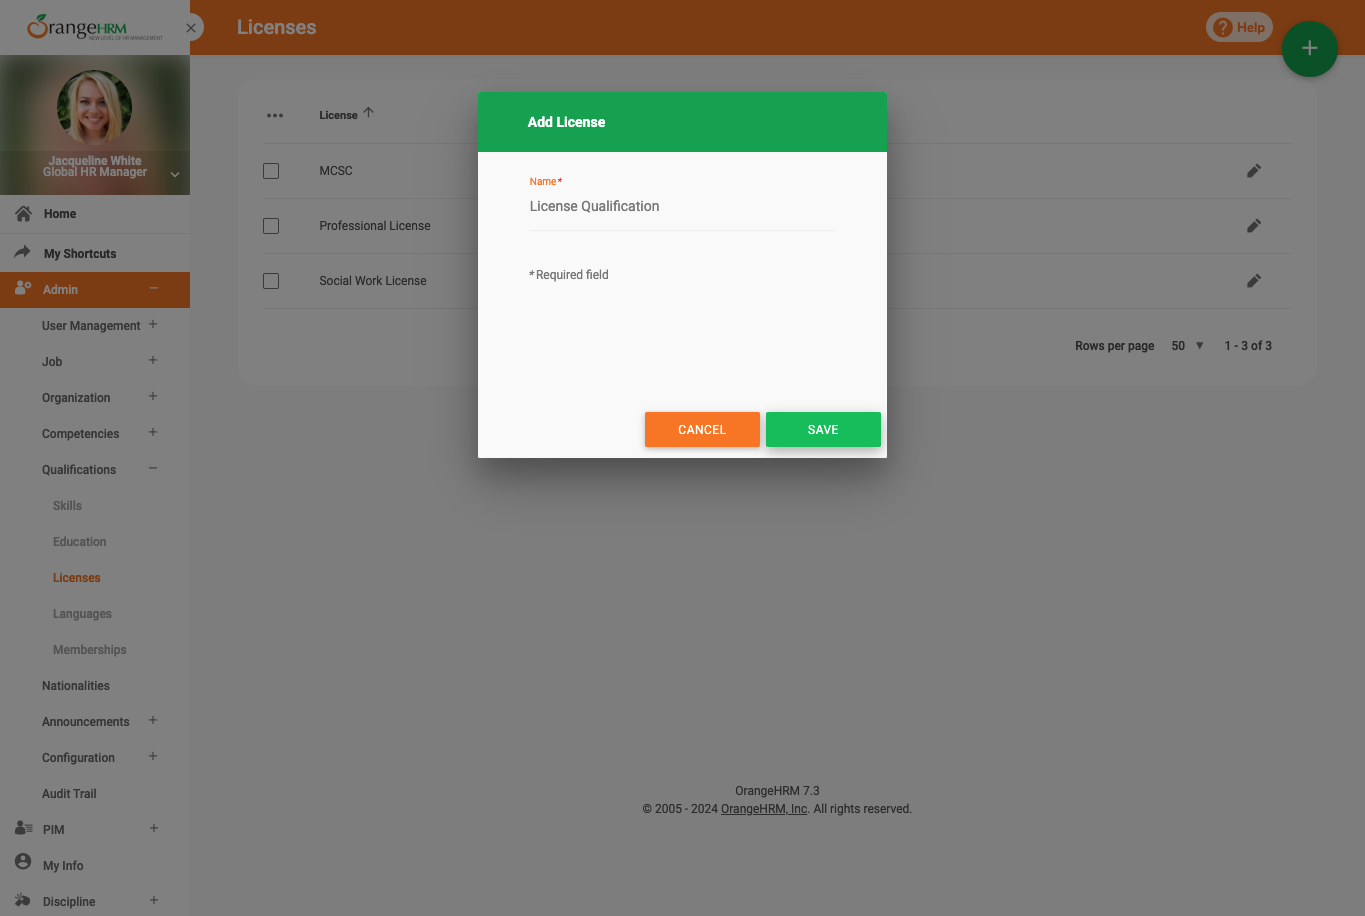 OrangeHRM
NEW LEVEL OF HR MANAGEMENT
Licenses
Help
Jacqueline White
Global HR Manager
Home
My Shortcuts
Admin
User Management
Job
Organization
Competencies
Qualifications
Skills
Education
Licenses
Languages
Memberships
Nationalities
Announcements
Configuration
Audit Trail
PIM
My Info
Discipline
License
MCSC
Professional License
Social Work License
Rows per page 50 1 - 3 of 3
Add License
Name*
License Qualification
* Required field
CANCEL SAVE
OrangeHRM 7.3
© 2005 - 2024 OrangeHRM, Inc. All rights reserved.